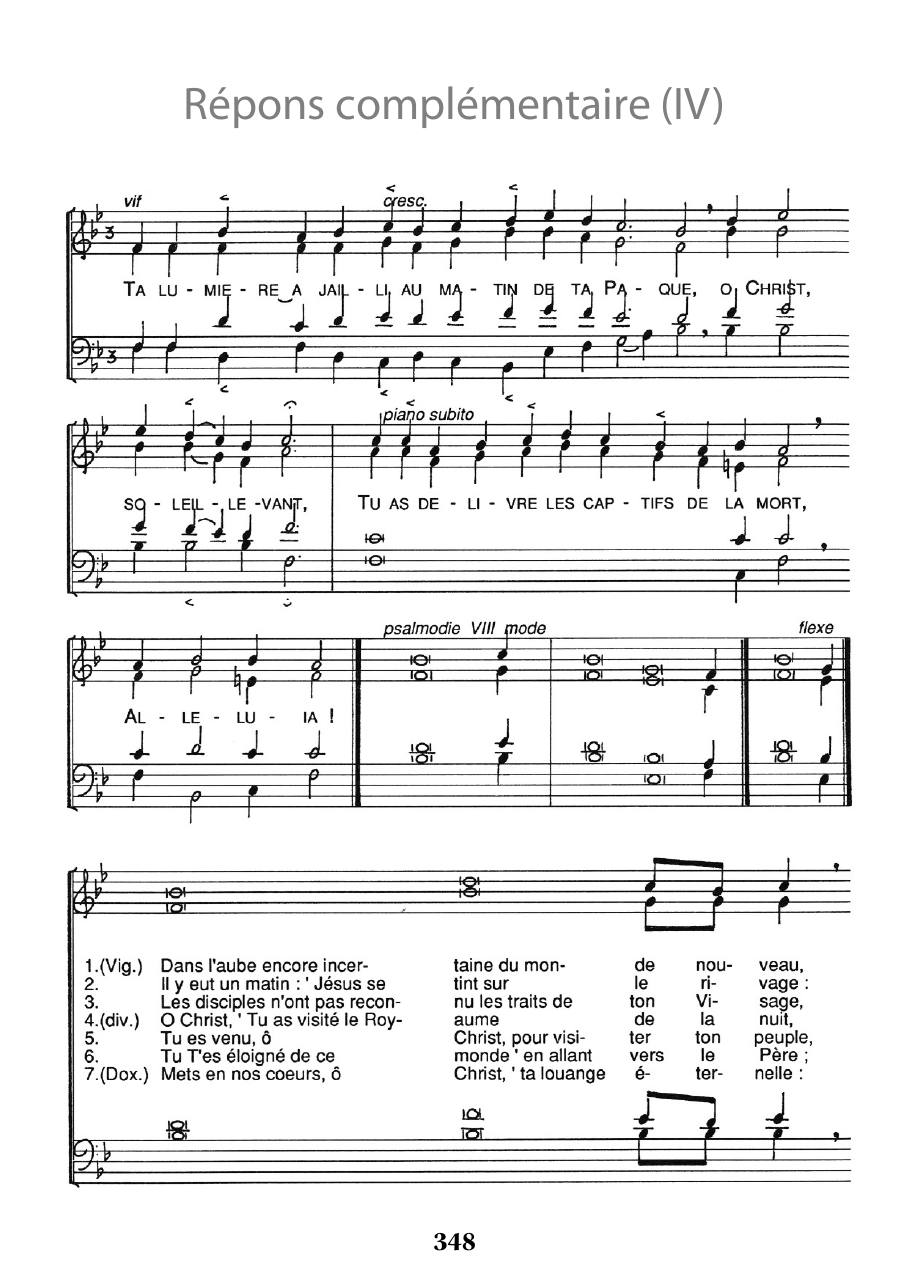 Répons complémentaire (IV)
vif cresc.
TA LU - MIE - RE A JAIL - LI AU MA - TIN DE TA PA - QUE, O CHRIST,
piano subito
SO - LEIL - LE - VANT, TU AS DE - LI - VRE LES CAP - TIFS DE LA MORT,
psalmodie VIII mode flexe
AL - LE - LU - IA !
1.(Vig.) Dans l'aube encore incer- taine du mon- de nou- veau,
2. Il y eut un matin : ' Jésus se tint sur le ri- vage :
3. Les disciples n'ont pas recon- nu les traits de ton Vi- sage,
4.(div.) O Christ, ' Tu as visité le Roy- aume de la nuit,
5. Tu es venu, ô Christ, pour visi- ter ton peuple,
6. Tu T'es éloigné de ce monde ' en allant vers le Père ;
7.(Dox.) Mets en nos coeurs, ô Christ, ' ta louange é- ter- nelle :
348